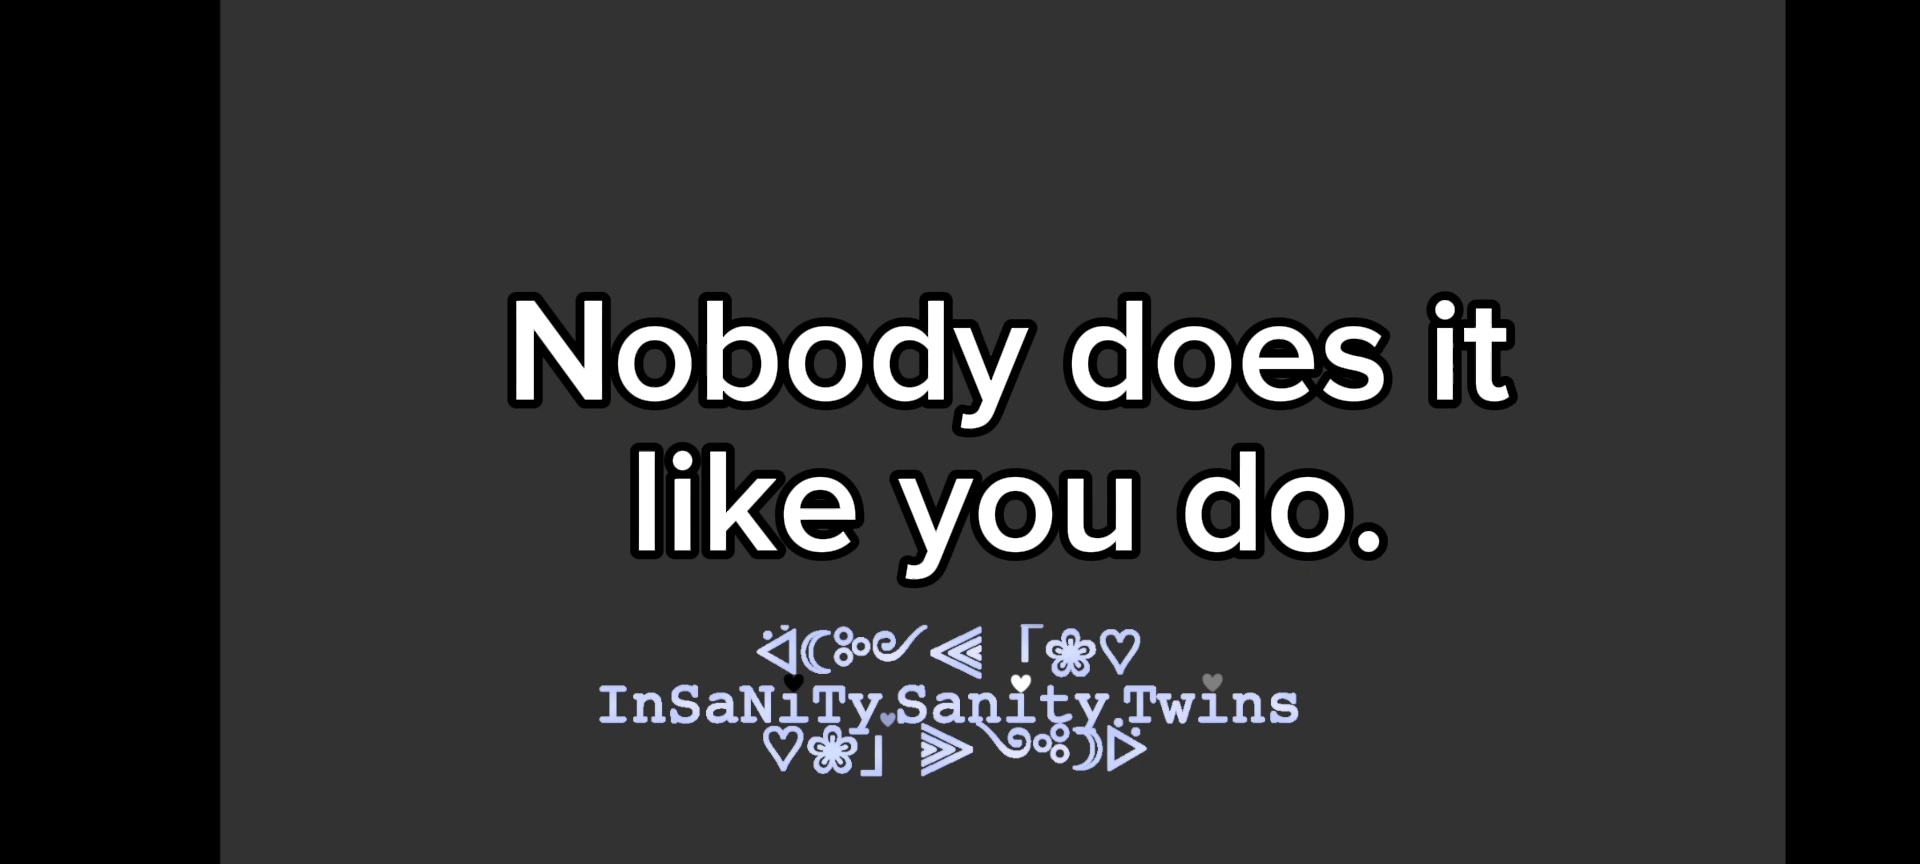 Nobody does it
like you do.
ᐊ☾ೃ࿔⫷「❀♡
InSaNiTy.Sanity.Twins
♡❀」⫸࿔ೃ☽ᐅ